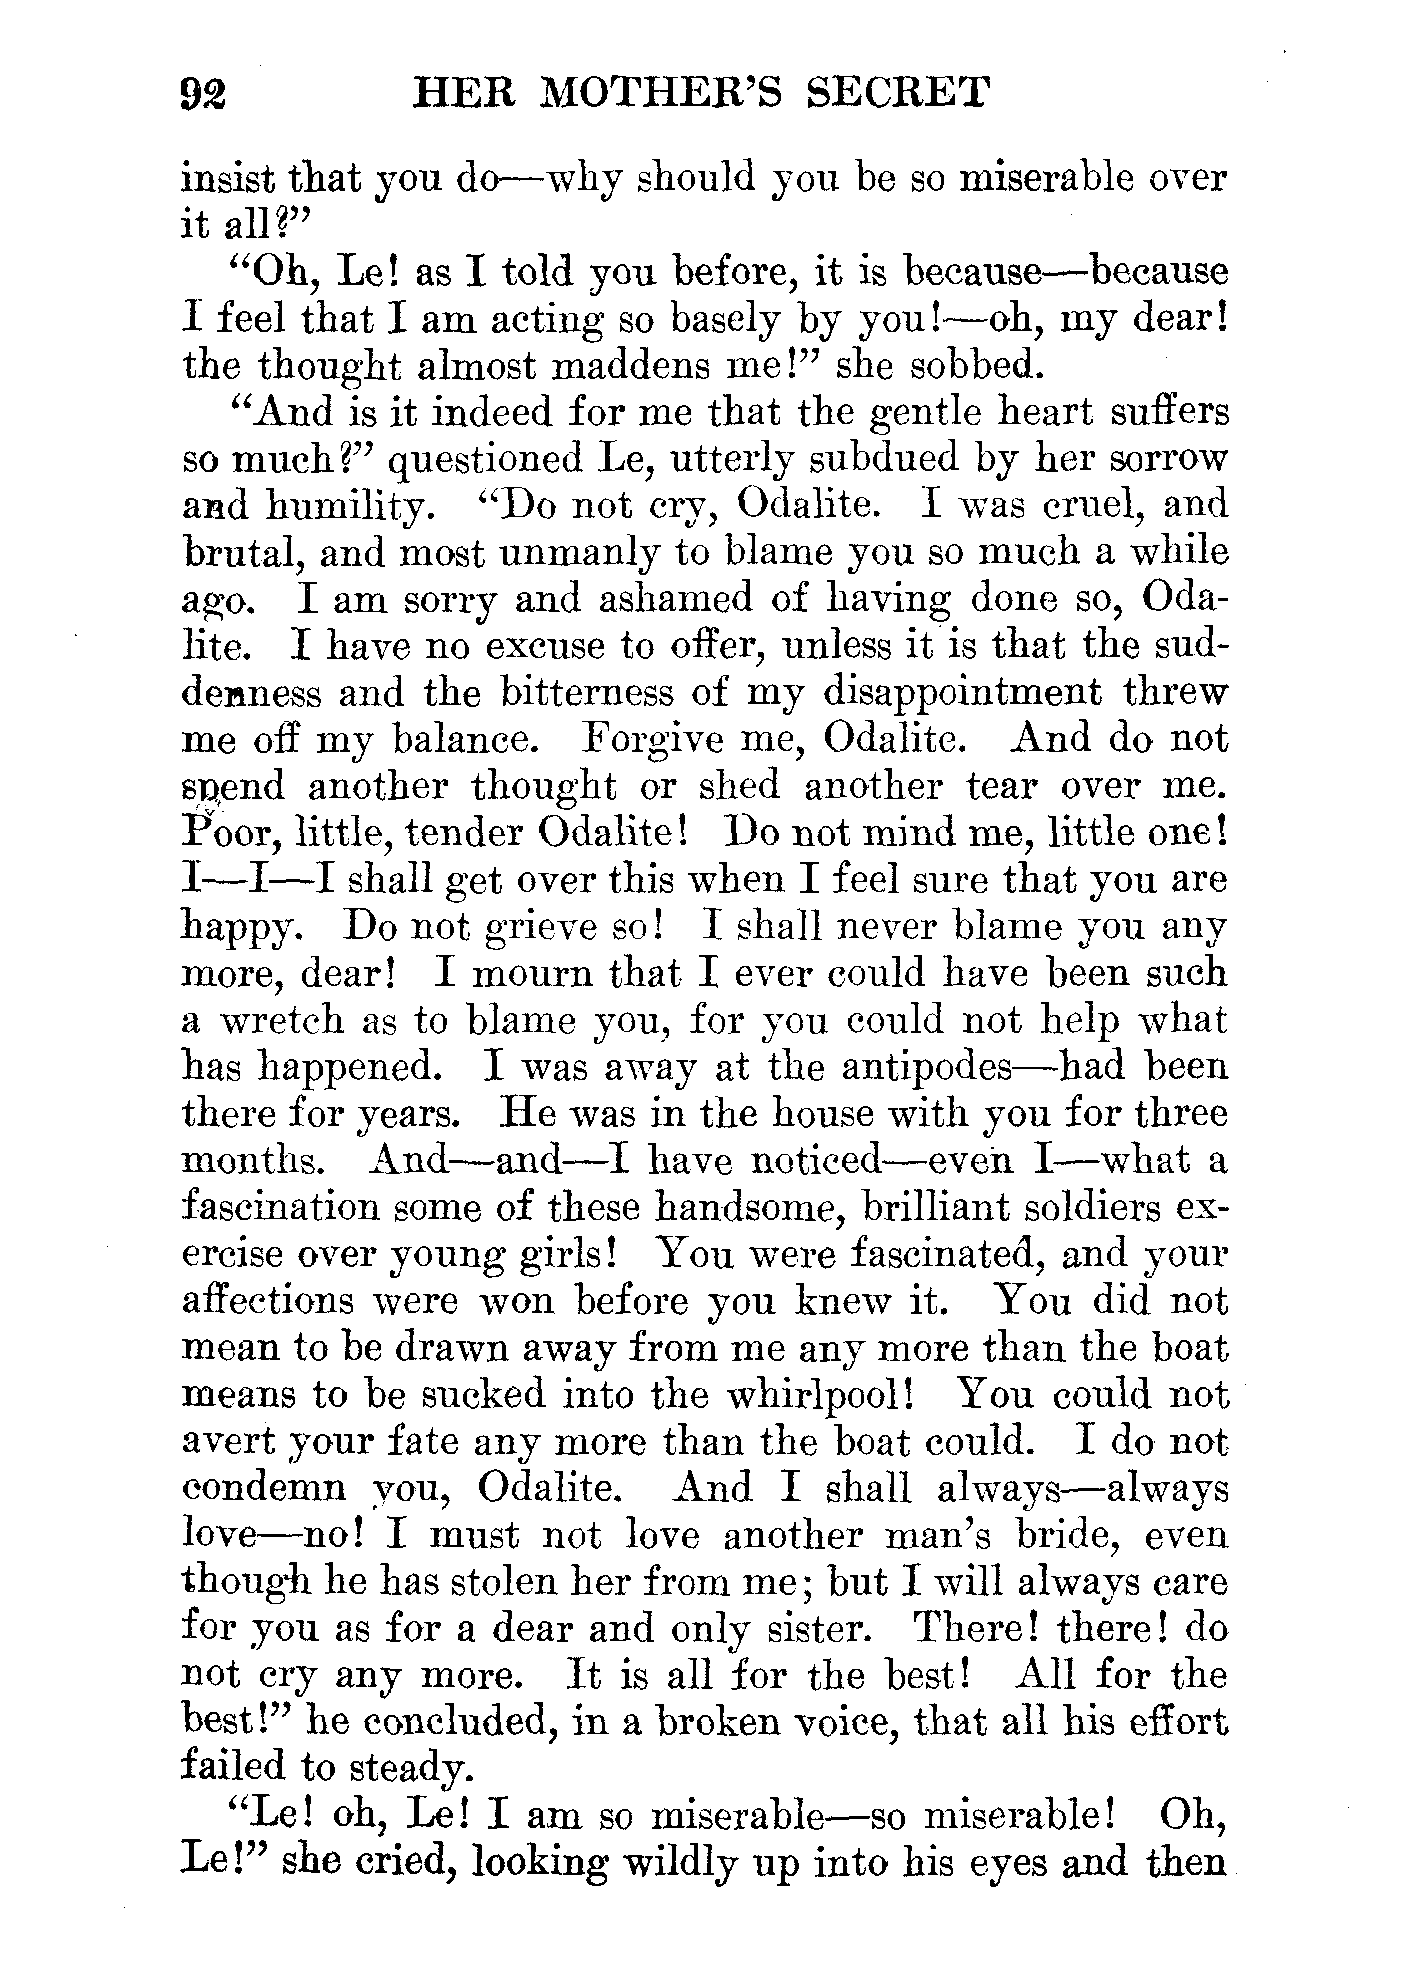 92 HER MOTHER'S SECRET
insist that you do—why should you be so miserable over
it all?”
“Oh, Le! as I told you before, it is because—because
I feel that I am acting so basely by you!—oh, my dear!
the thought almost maddens me!” she sobbed.
“And is it indeed for me that the gentle heart suffers
so much?” questioned Le, utterly subdued by her sorrow
and humility. “Do not cry, Odalite. I was cruel, and
brutal, and most unmanly to blame you so much a while
ago. I am sorry and ashamed of having done so, Oda-
lite. I have no excuse to offer, unless it is that the sud-
denness and the bitterness of my disappointment threw
me off my balance. Forgive me, Odalite. And do not
spend another thought or shed another tear over me.
Poor, little, tender Odalite! Do not mind me, little one!
I—I—I shall get over this when I feel sure that you are
happy. Do not grieve so! I shall never blame you any
more, dear! I mourn that I ever could have been such
a wretch as to blame you, for you could not help what
has happened. I was away at the antipodes—had been
there for years. He was in the house with you for three
months. And—and—I have noticed—even I—what a
fascination some of these handsome, brilliant soldiers ex-
ercise over young girls! You were fascinated, and your
affections were won before you knew it. You did not
mean to be drawn away from me any more than the boat
means to be sucked into the whirlpool! You could not
avert your fate any more than the boat could. I do not
condemn you, Odalite. And I shall always—always
love—no! I must not love another man's bride, even
though he has stolen her from me; but I will always care
for you as for a dear and only sister. There! there! do
not cry any more. It is all for the best! All for the
best!” he concluded, in a broken voice, that all his effort
failed to steady.
“Le! oh, Le! I am so miserable—so miserable! Oh,
Le!” she cried, looking wildly up into his eyes and then